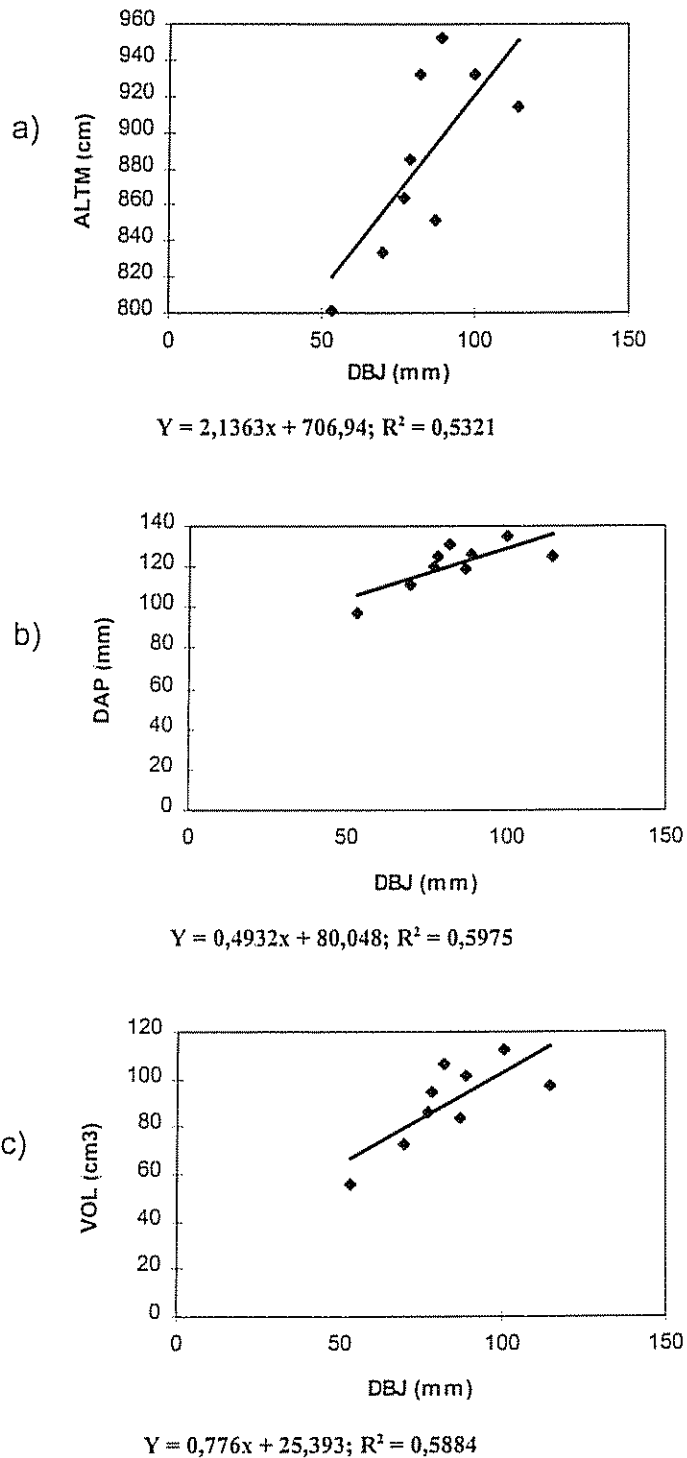 a)
ALTM (cm)
960
940
920
900
880
860
840
820
800
0 50 100 150
DBJ (mm)
Y = 2,1363x + 706,94; R² = 0,5321
b)
DAP (mm)
140
120
100
80
60
40
20
0
0 50 100 150
DBJ (mm)
Y = 0,4932x + 80,048; R² = 0,5975
c)
VOL (cm3)
120
100
80
60
40
20
0
0 50 100 150
DBJ (mm)
Y = 0,776x + 25,393; R² = 0,5884